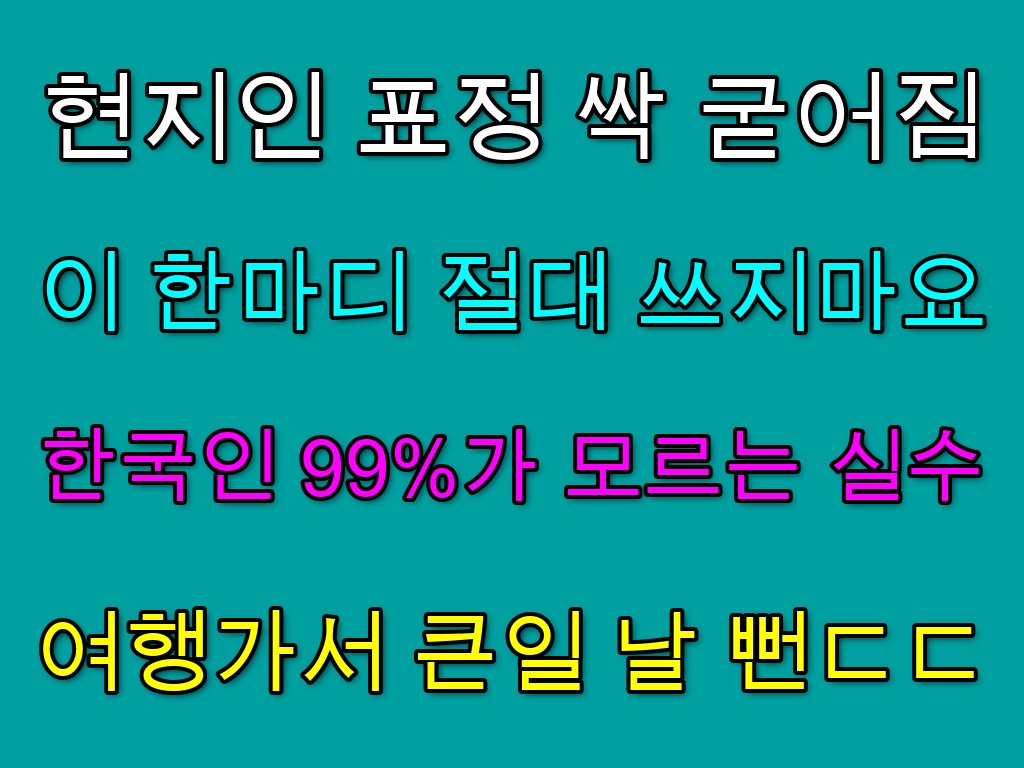 현지인 표정 싹 굳어짐
이 한마디 절대 쓰지마요
한국인 99%가 모르는 실수
여행가서 큰일 날 뻔ㄷㄷ